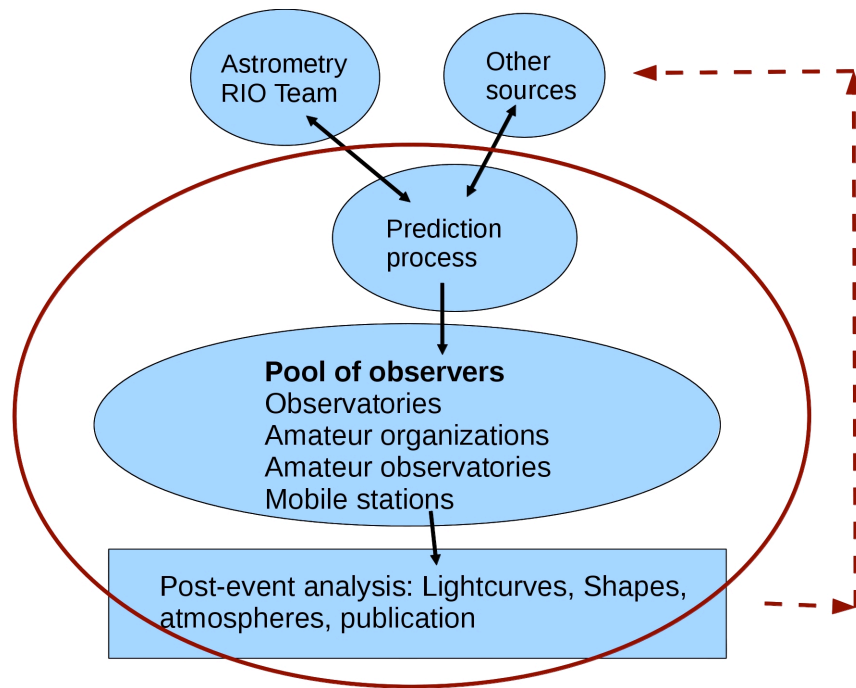 Astrometry
RIO Team
Other
sources
Prediction
process
Pool of observers
Observatories
Amateur organizations
Amateur observatories
Mobile stations
Post-event analysis: Lightcurves, Shapes,
atmospheres, publication